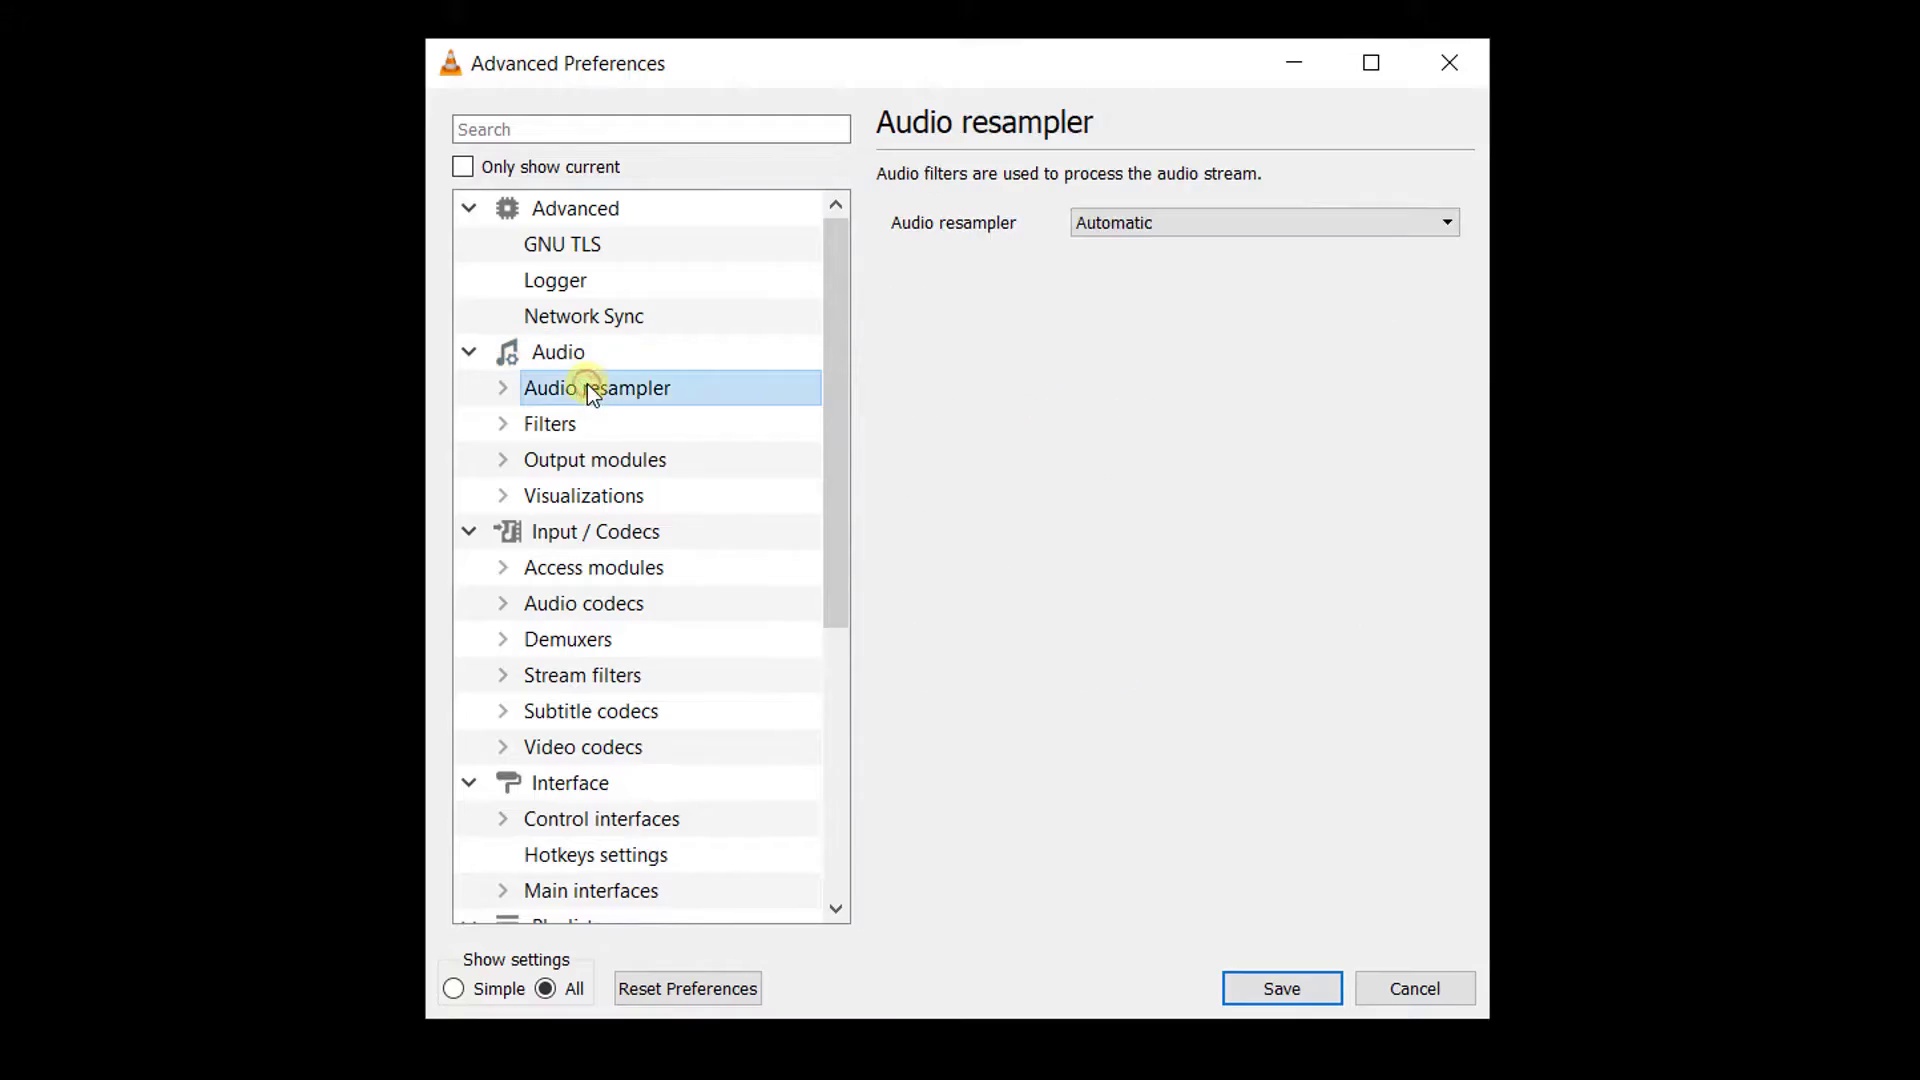 Advanced Preferences
Search
Only show current
Advanced
GNU TLS
Logger
Network Sync
Audio
Audio resampler
Filters
Output modules
Visualizations
Input / Codecs
Access modules
Audio codecs
Demuxers
Stream filters
Subtitle codecs
Video codecs
Interface
Control interfaces
Hotkeys settings
Main interfaces
Audio resampler
Audio filters are used to process the audio stream.
Audio resampler Automatic
Show settings
Simple All
Reset Preferences
Save
Cancel